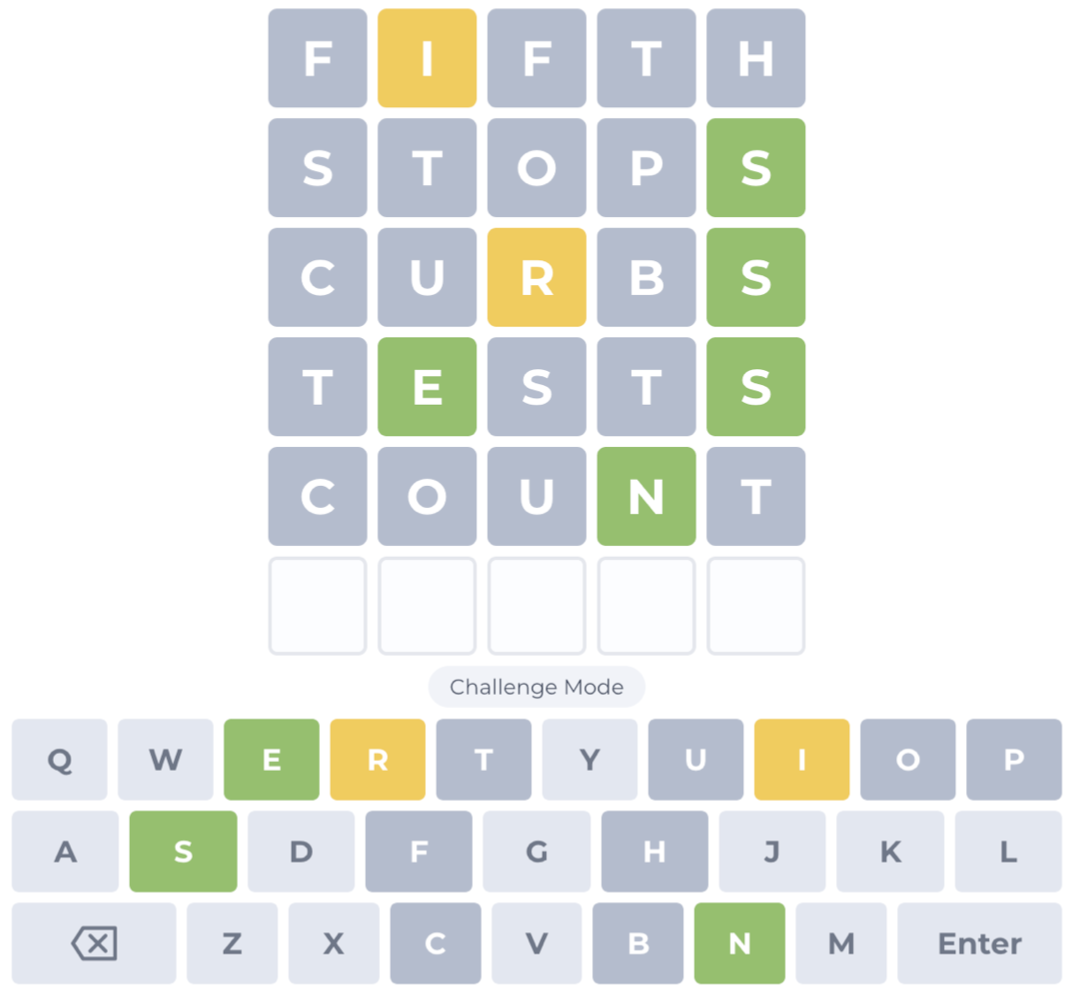 F I F T H
S T O P S
C U R B S
T E S T S
C O U N T
Challenge Mode
Q W E R T Y U I O P
A S D F G H J K L
Z X C V B N M Enter